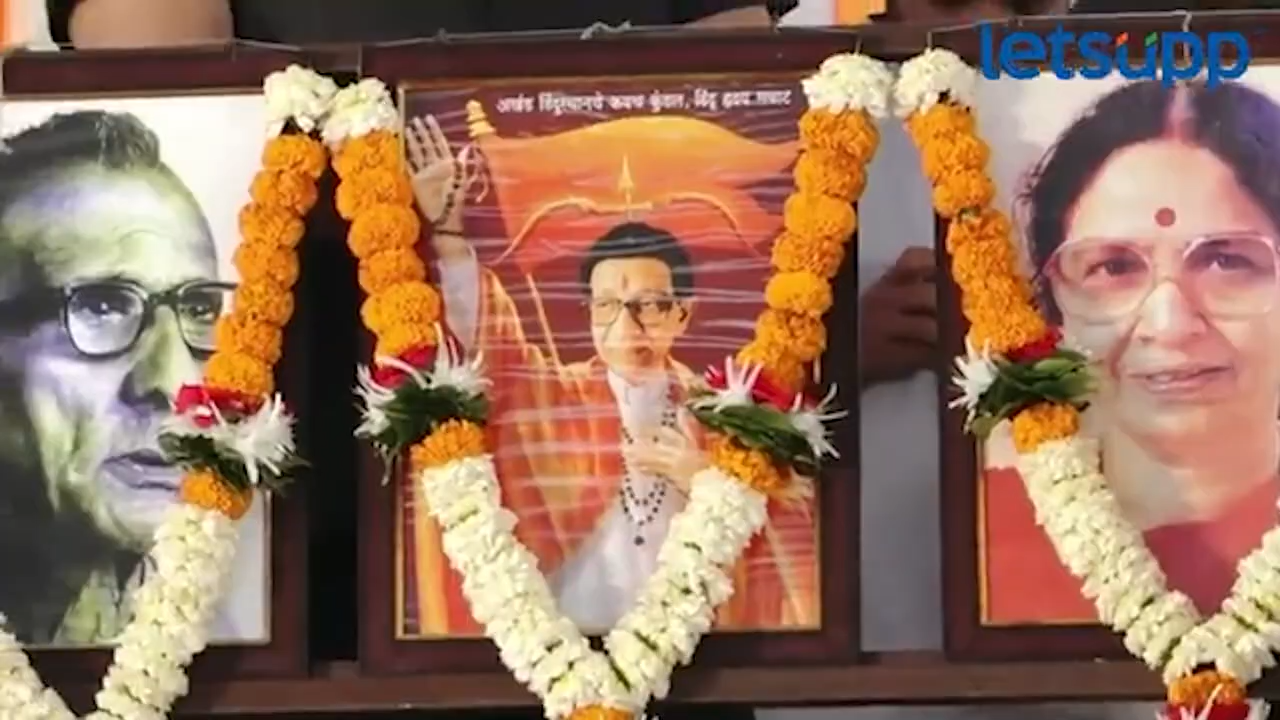 letsupp
अखंड हिंदुस्थानचे कवच कुंडल, हिंदू हृदय सम्राट